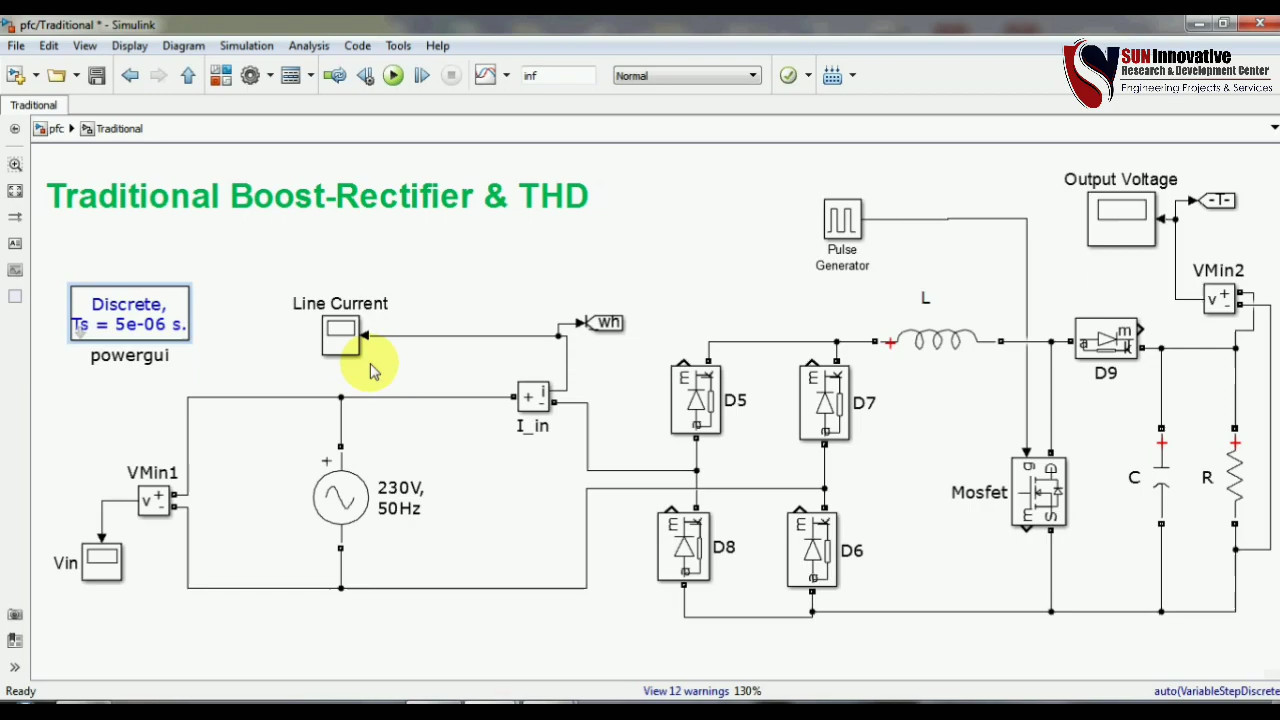 pfc/Traditional * - Simulink
File Edit View Display Diagram Simulation Analysis Code Tools Help
inf
Normal
SUN Innovative
Research & Development Center
Engineering Projects & Services
Traditional
pfc
Traditional
Traditional Boost-Rectifier & THD
Output Voltage
-T-
Pulse
Generator
VMin2
v + -
Discrete,
Ts = 5e-06 s.
powergui
Line Current
wh
L
m
a k
D9
+ i -
I_in
m k
a
D5
m k
a
D7
VMin1
v + -
230V,
50Hz
Vin
g D
m S
Mosfet
C
R
m k
a
D8
m k
a
D6
Ready
View 12 warnings 130%
auto(VariableStepDiscrete